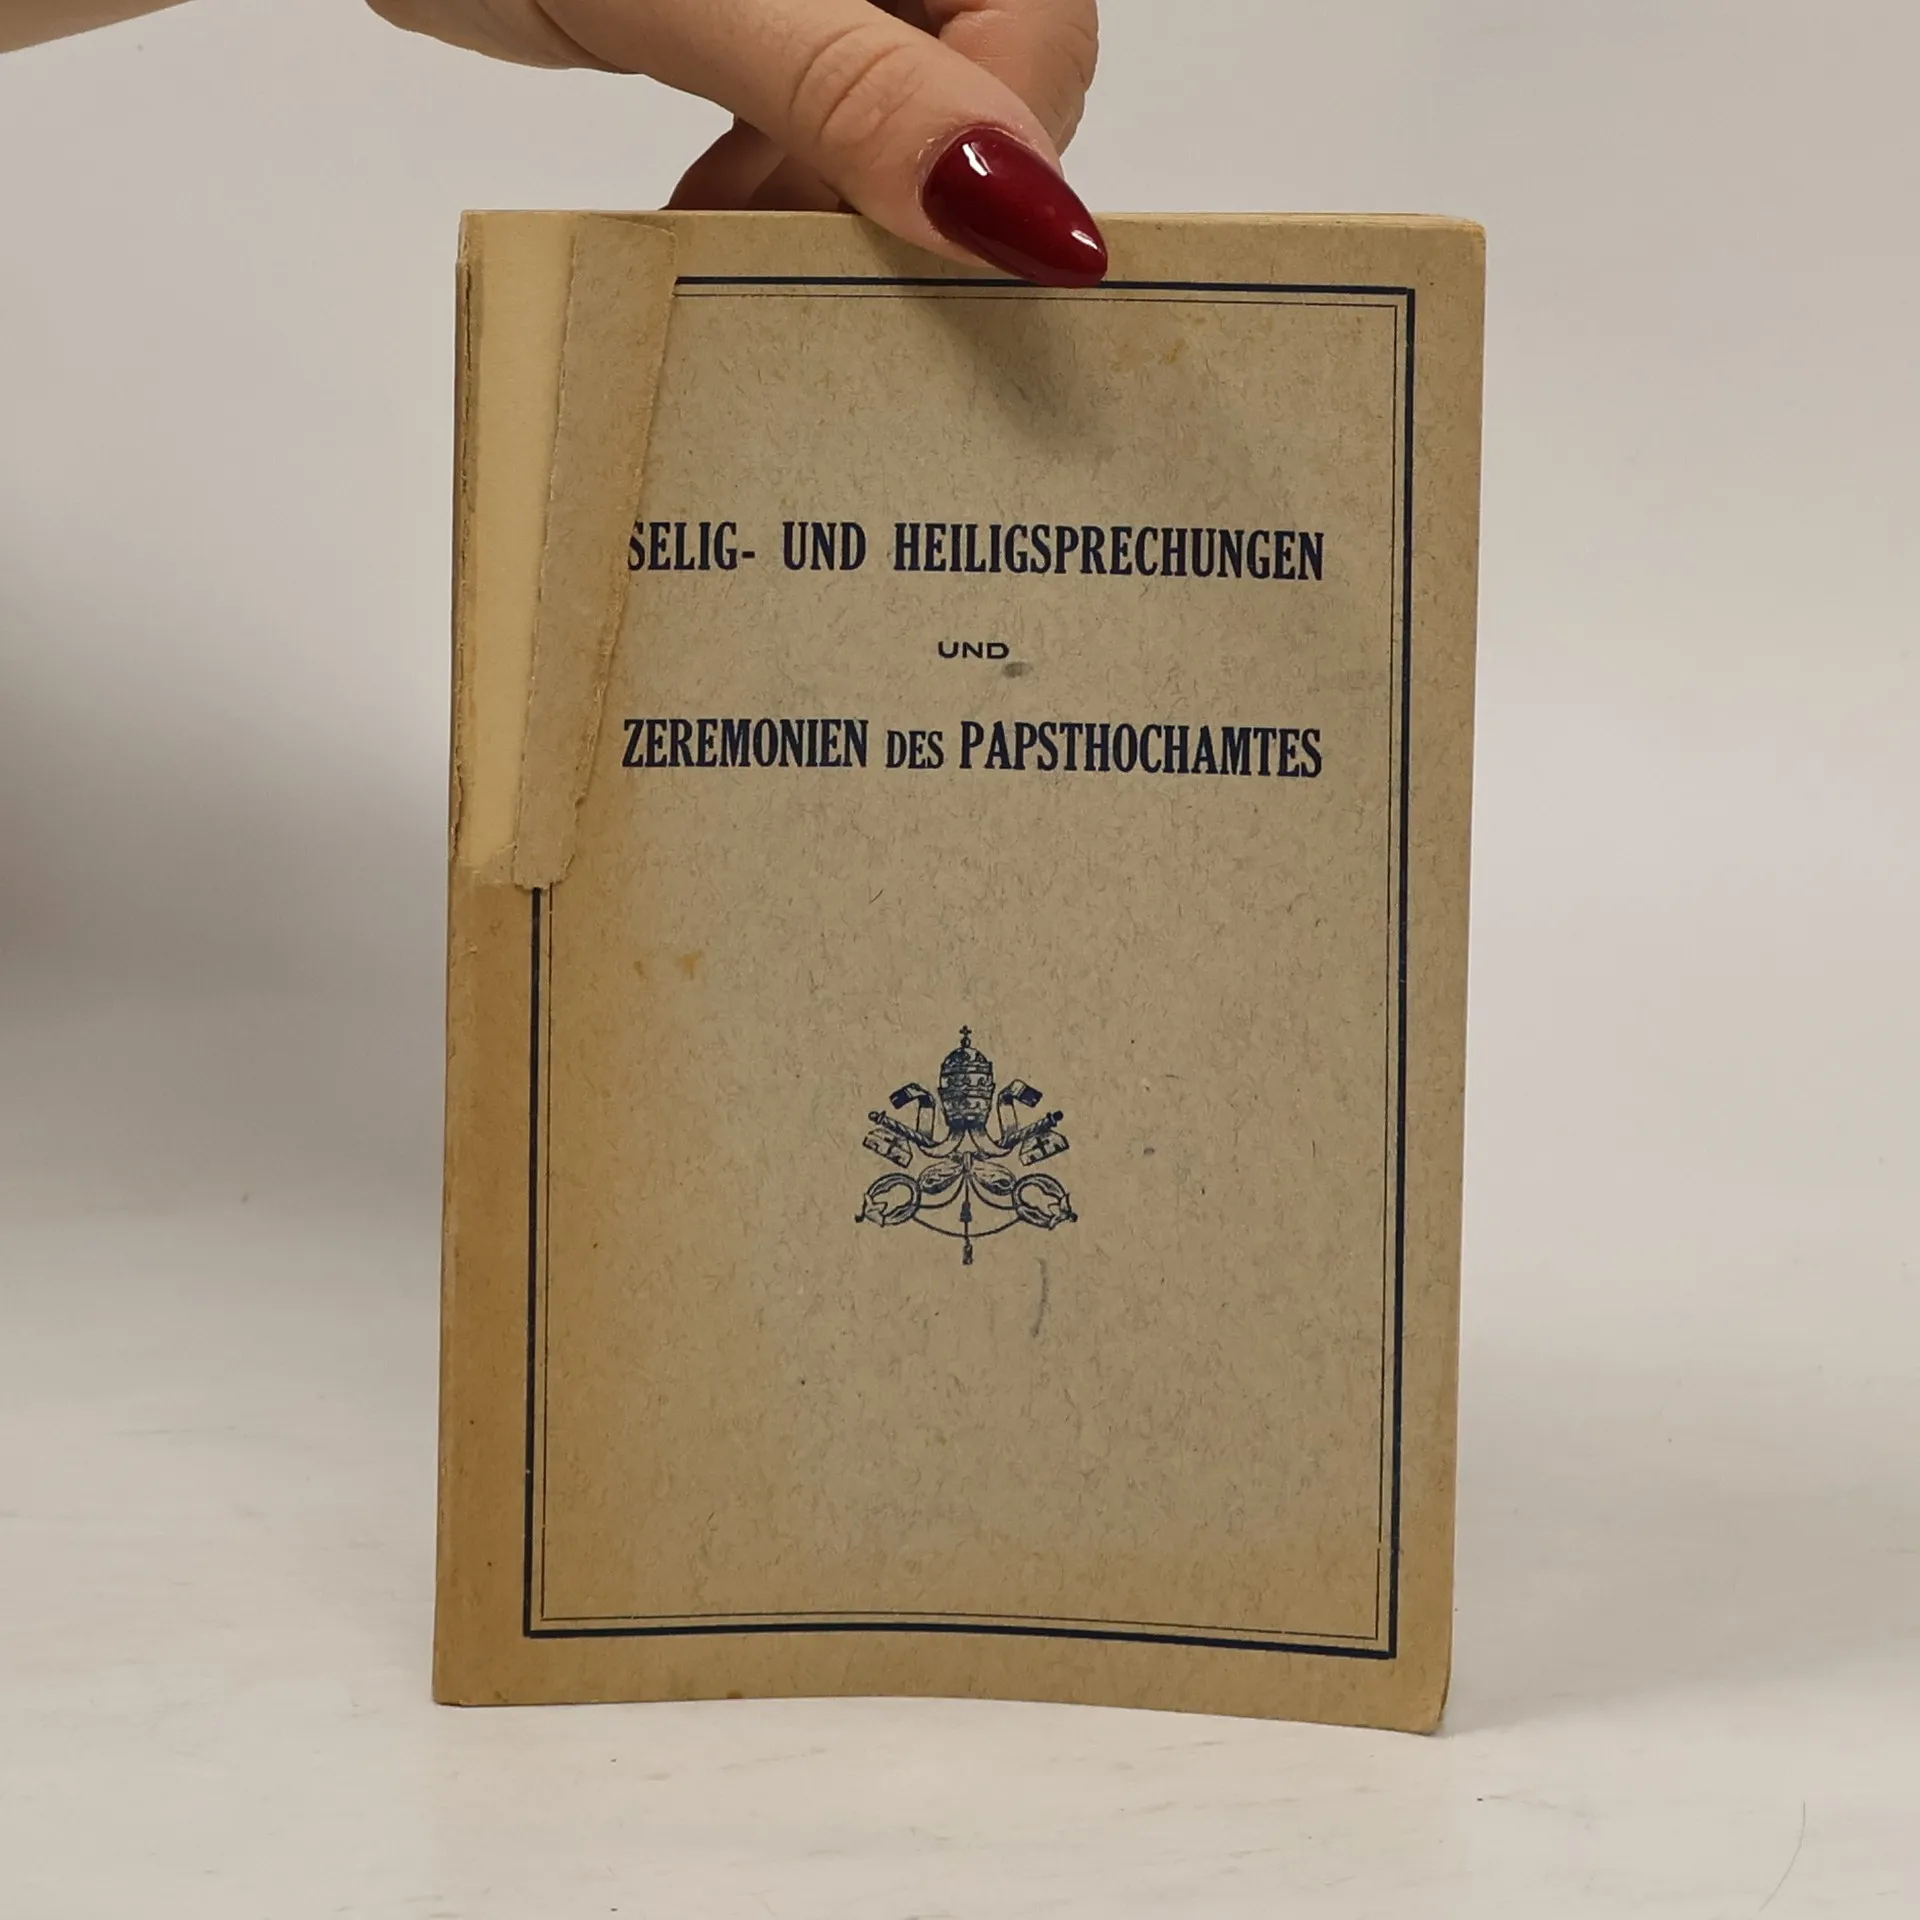 SELIG- UND HEILIGSPRECHUNGEN
UND
ZEREMONIEN DES PAPSTHOCHAMTES